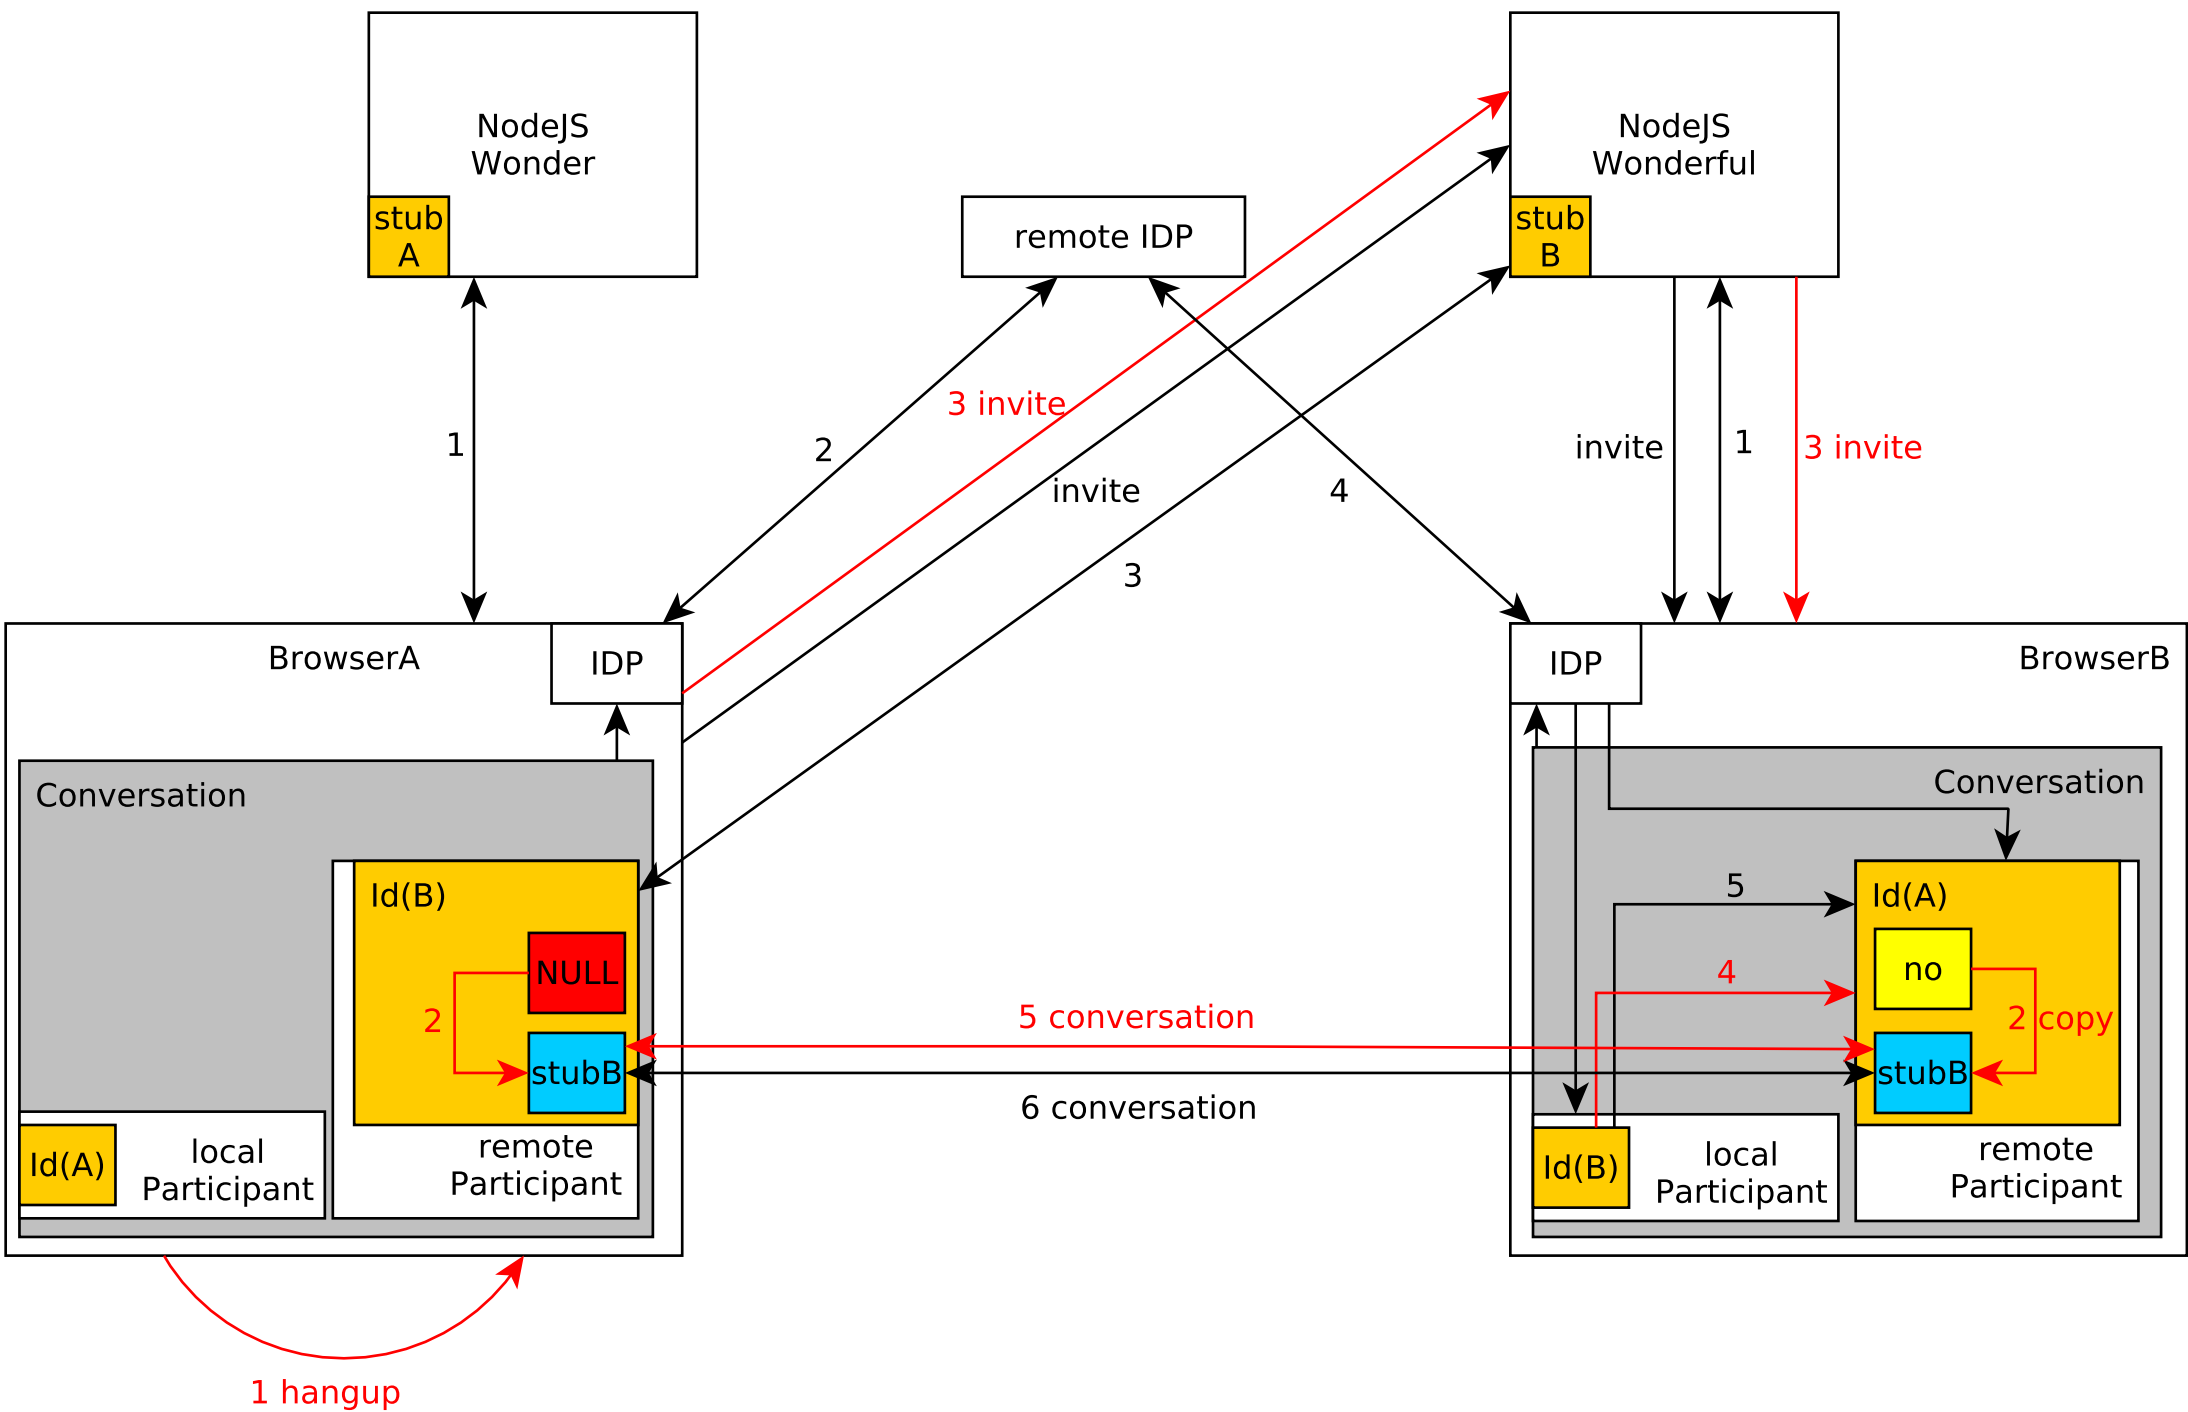 NodeJS
Wonder
stub
A
remote IDP
NodeJS
Wonderful
stub
B
1
2
3 invite
invite
3
4
invite
1
3 invite
BrowserA
IDP
Conversation
Id(B)
NULL
2
stubB
Id(A)
local
Participant
remote
Participant
1 hangup
5 conversation
6 conversation
IDP
BrowserB
Conversation
5
Id(A)
no
4
2 copy
stubB
Id(B)
local
Participant
remote
Participant